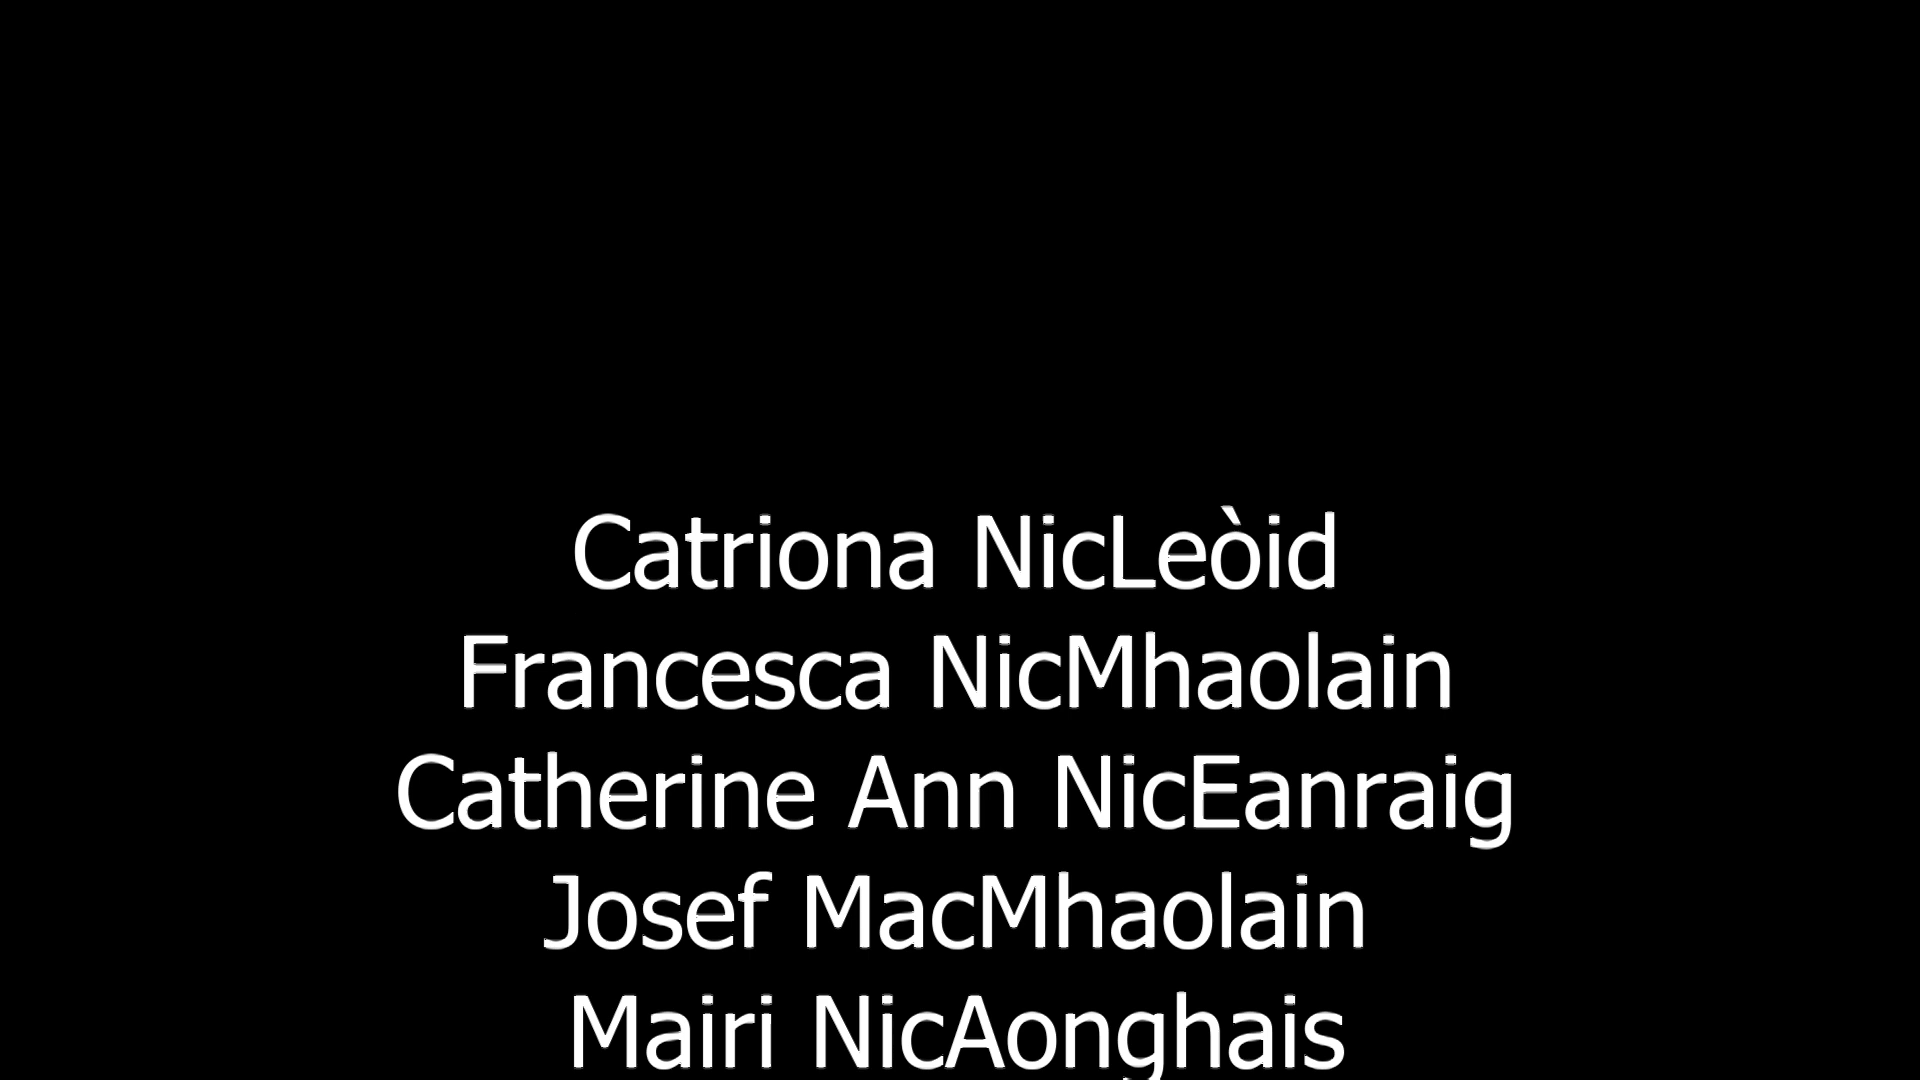 Catriona NicLeòid
Francesca NicMhaolain
Catherine Ann NicEanraig
Josef MacMhaolain
Mairi NicAonghais